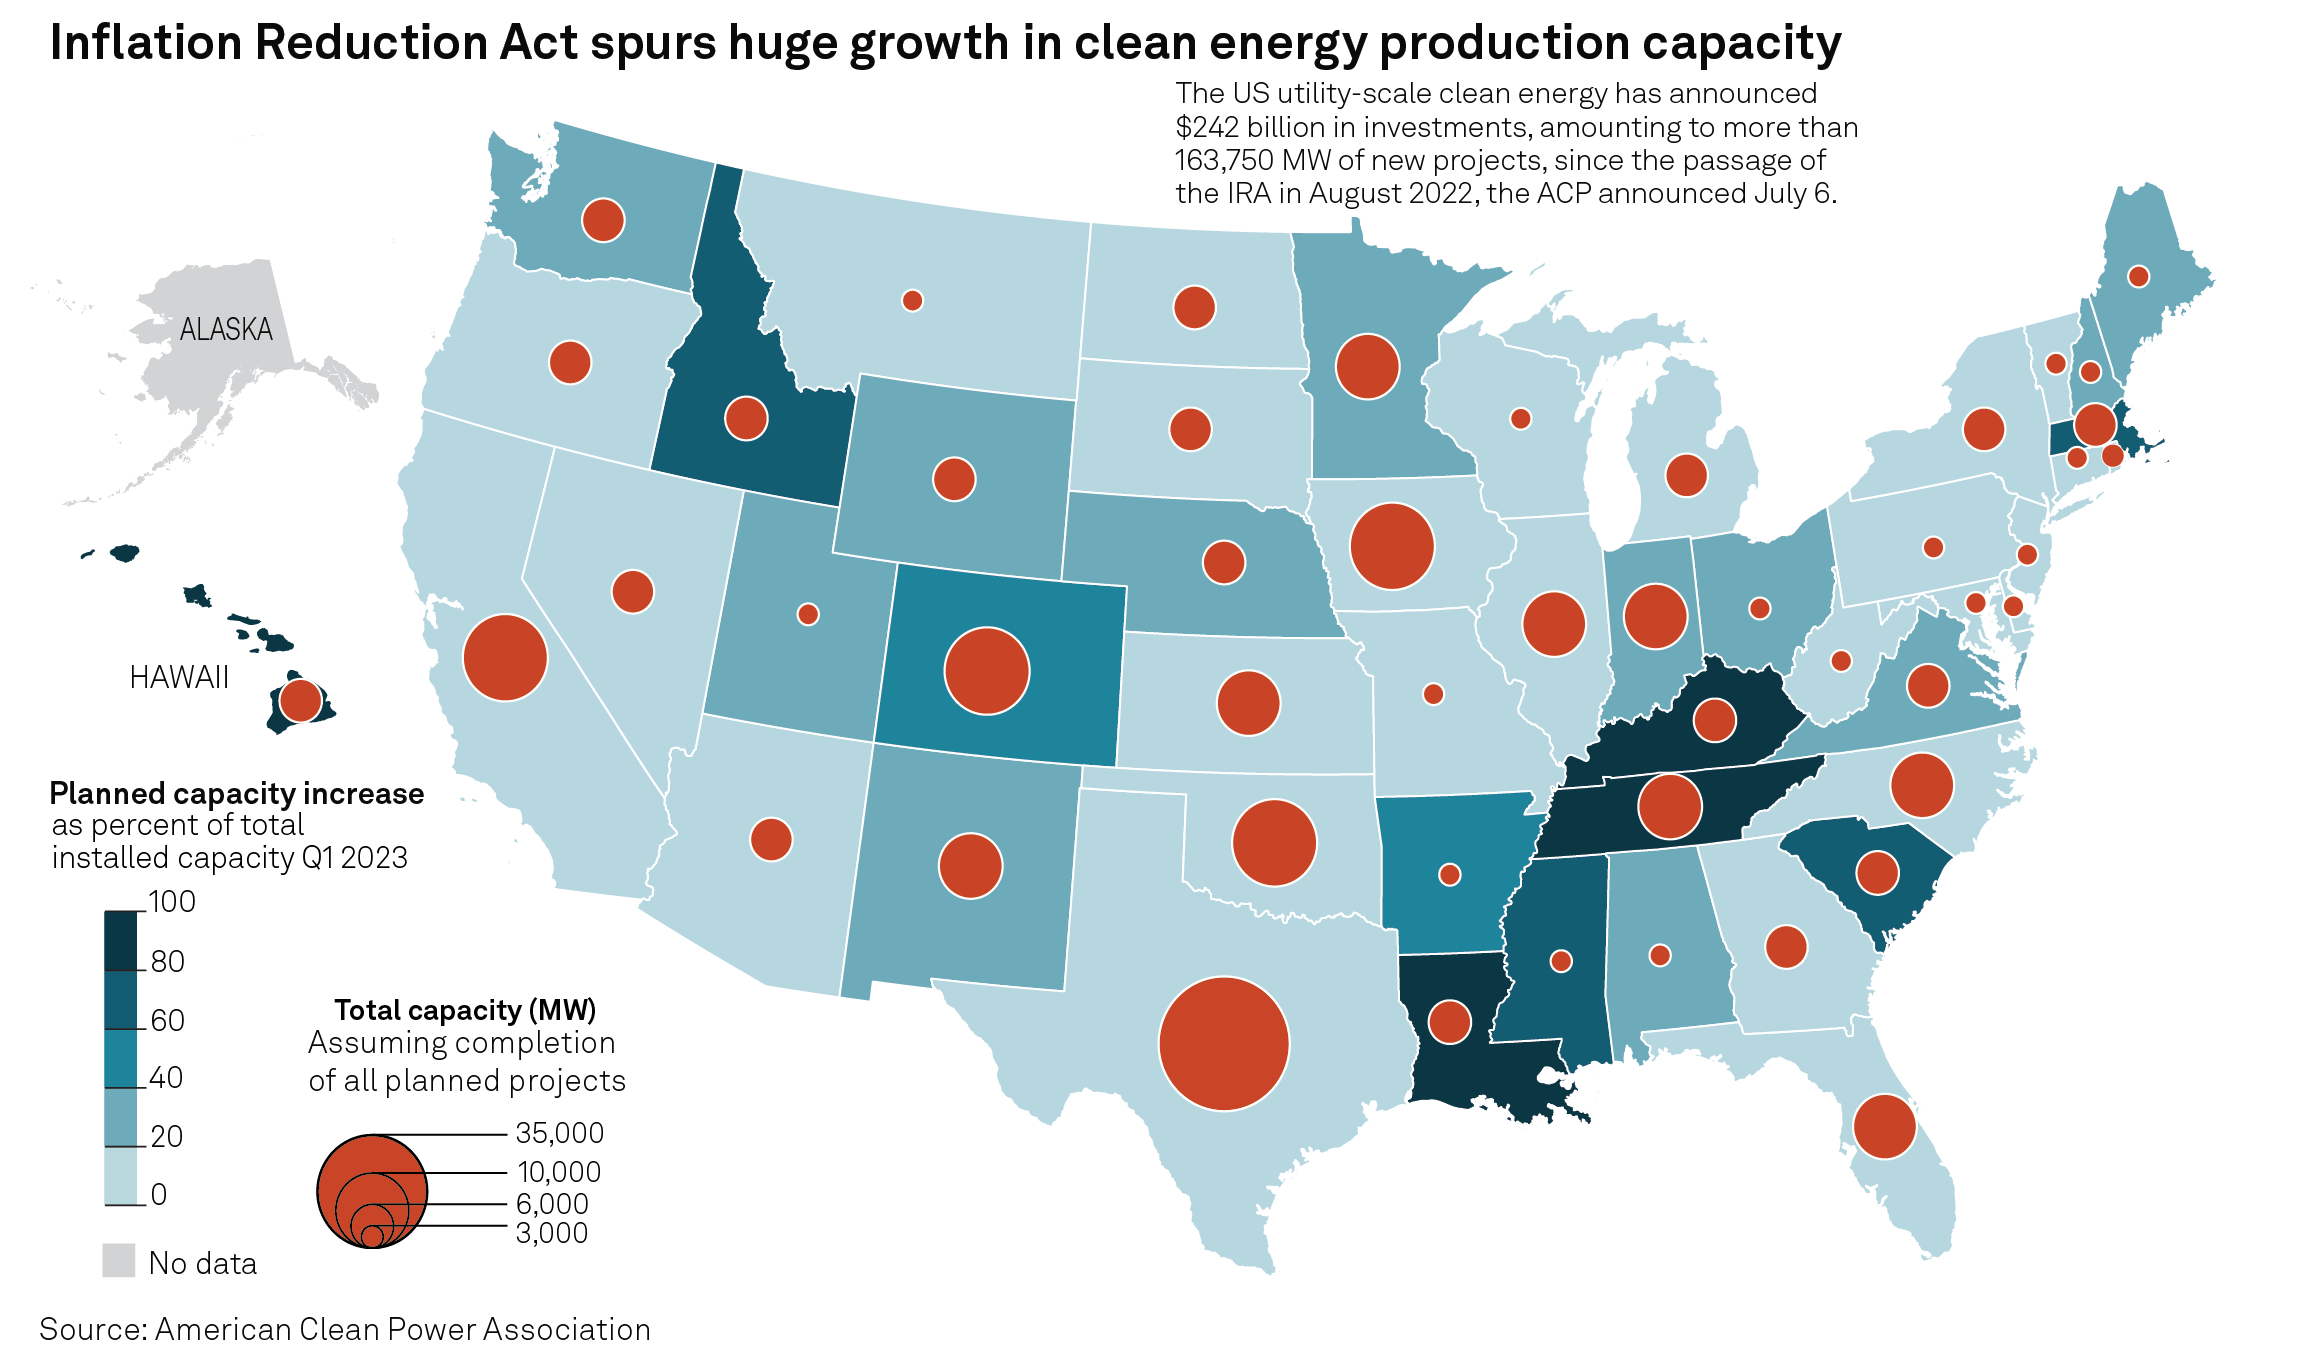 Inflation Reduction Act spurs huge growth in clean energy production capacity
The US utility-scale clean energy has announced
$242 billion in investments, amounting to more than
163,750 MW of new projects, since the passage of
the IRA in August 2022, the ACP announced July 6.
ALASKA
HAWAII
Planned capacity increase
as percent of total
installed capacity Q1 2023
100
80
60
40
20
0
No data
Total capacity (MW)
Assuming completion
of all planned projects
35,000
10,000
6,000
3,000
Source: American Clean Power Association